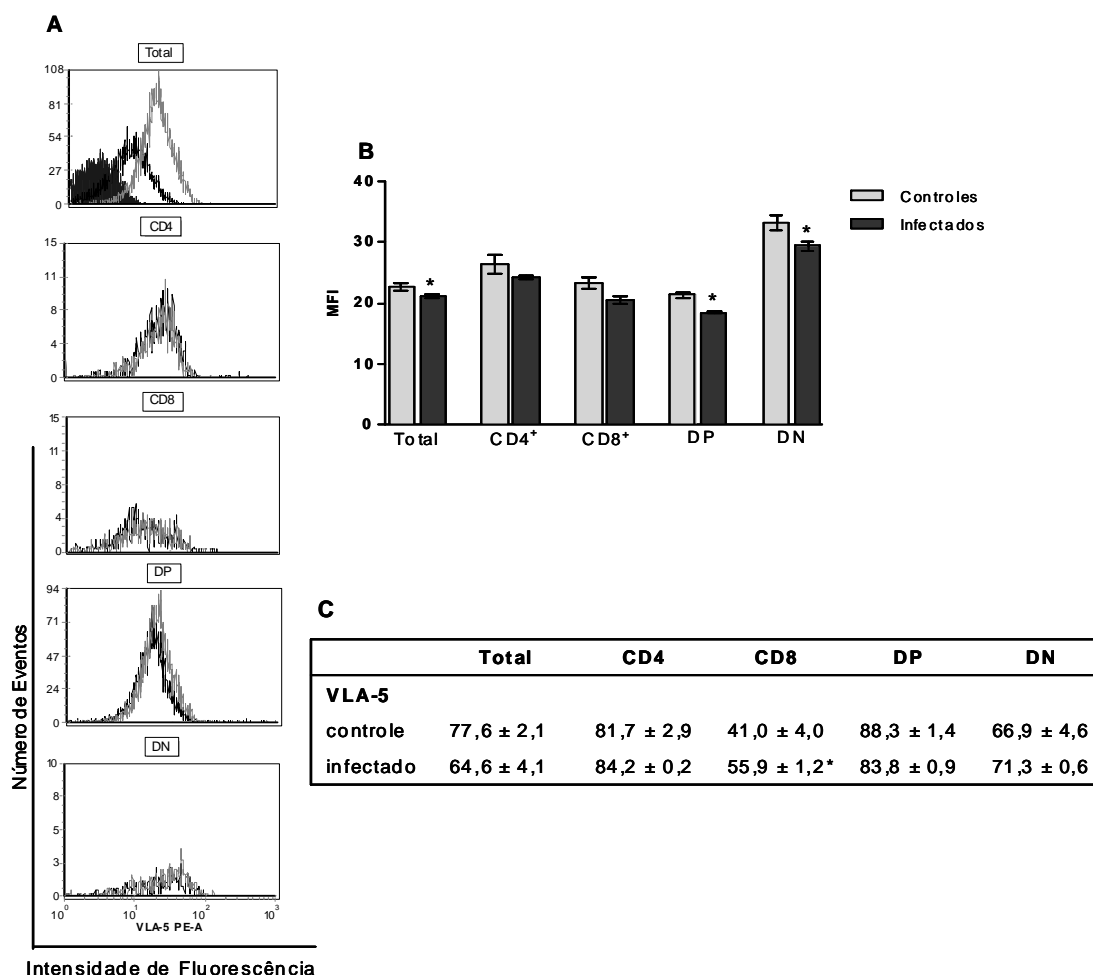 A
Total
108
81
54
27
0
CD4
15
11
8
4
0
CD8
15
11
8
4
0
DP
94
71
47
24
0
DN
10
8
5
3
0
10^0 10^1 10^2 10^3
VLA-5 PE-A
Número de Eventos
Intensidade de Fluorescência
B
40
30
20
10
0
MFI
* * *
Total CD4+ CD8+ DP DN
Controles
Infectados
C
Total CD4 CD8 DP DN
VLA-5
controle 77,6 ± 2,1 81,7 ± 2,9 41,0 ± 4,0 88,3 ± 1,4 66,9 ± 4,6
infectado 64,6 ± 4,1 84,2 ± 0,2 55,9 ± 1,2* 83,8 ± 0,9 71,3 ± 0,6